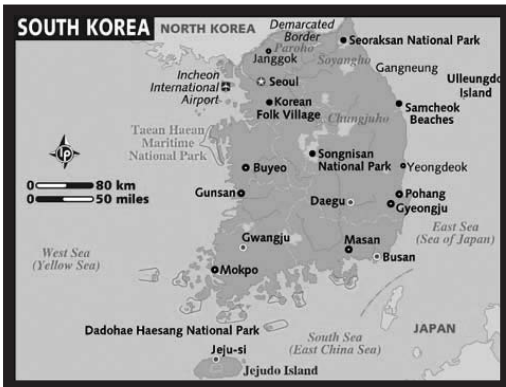 SOUTH KOREA
NORTH KOREA
Demarcated
Border
Paroho
Janggok
Seoraksan National Park
Soyangho
Gangneung
Incheon
International
Airport
Seoul
Ulleungdo
Island
Korean
Folk Village
Samcheok
Beaches
Chungjuho
Taean Haean
Maritime
National Park
Songnisan
National Park
Buyeo
Yeongdeok
0 80 km
0 50 miles
Gunsan
Daegu
Pohang
Gyeongju
East Sea
(Sea of Japan)
West Sea
(Yellow Sea)
Gwangju
Masan
Busan
Mokpo
Dadohae Haesang National Park
South Sea
(East China Sea)
JAPAN
Jeju-si
Jejudo Island